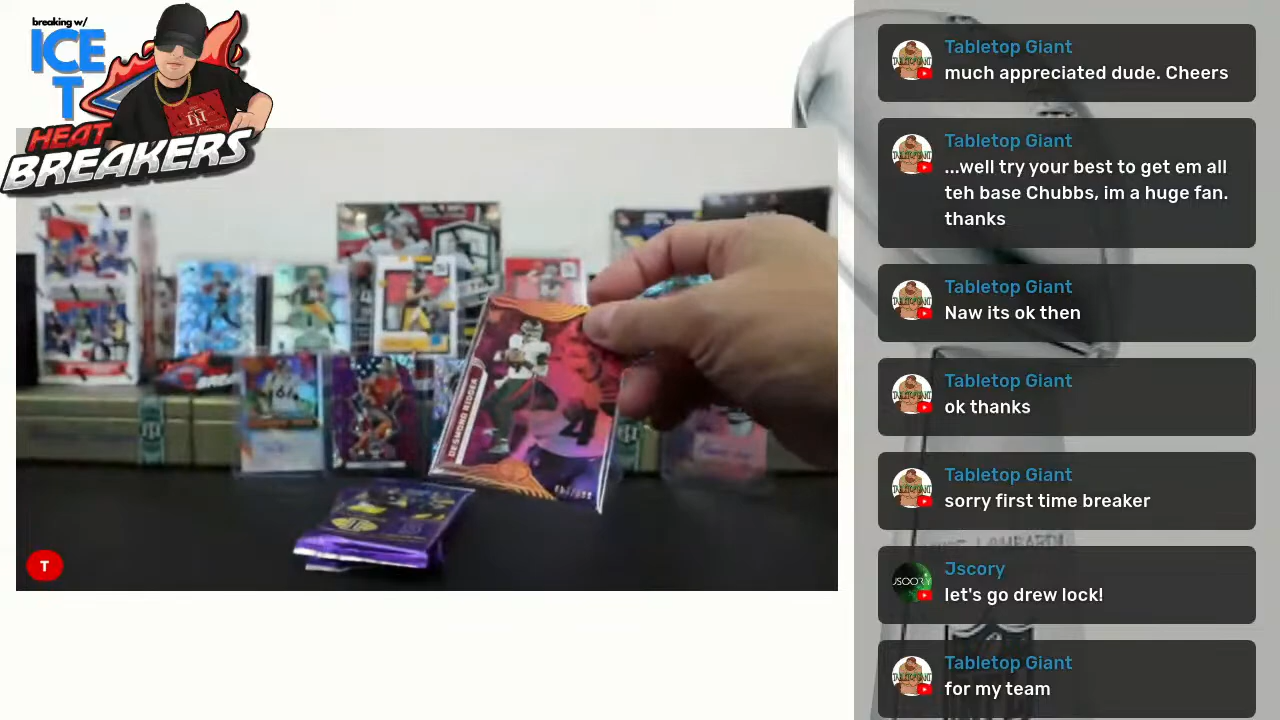 breaking w/
ICE
T
HEAT
BREAKERS
DESMOND RIDDER
T
Tabletop Giant
much appreciated dude. Cheers
Tabletop Giant
...well try your best to get em all
teh base Chubbs, im a huge fan.
thanks
Tabletop Giant
Naw its ok then
Tabletop Giant
ok thanks
Tabletop Giant
sorry first time breaker
Jscory
let's go drew lock!
Tabletop Giant
for my team